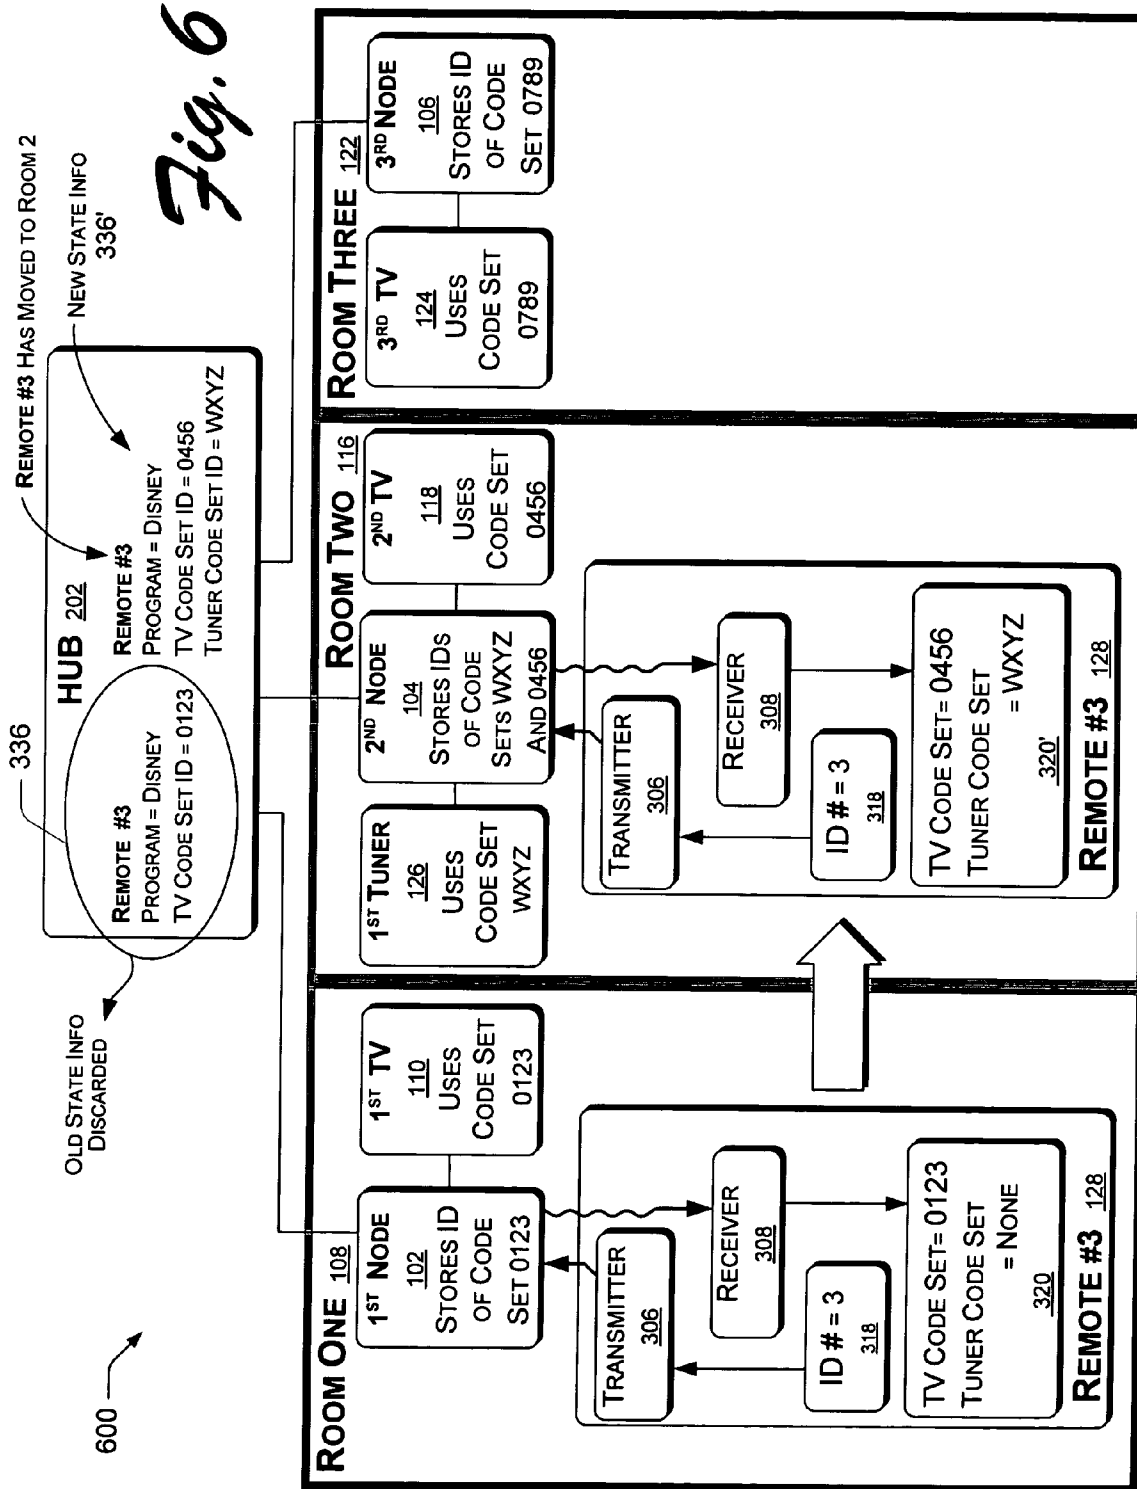 600
OLD STATE INFO
DISCARDED
336
HUB 202
REMOTE #3
PROGRAM = DISNEY
TV CODE SET ID = 0123
REMOTE #3
PROGRAM = DISNEY
TV CODE SET ID = 0456
TUNER CODE SET ID = WXYZ
REMOTE #3 HAS MOVED TO ROOM 2
NEW STATE INFO
336'
Fig. 6
ROOM ONE 108
1ST NODE
102
STORES ID
OF CODE
SET 0123
1ST TV
110
USES
CODE SET
0123
TRANSMITTER
306
RECEIVER
308
ID # = 3
318
TV CODE SET= 0123
TUNER CODE SET
= NONE
320
REMOTE #3 128
ROOM TWO 116
1ST TUNER
126
USES
CODE SET
WXYZ
2ND NODE
104
STORES IDS
OF CODE
SETS WXYZ
AND 0456
2ND TV
118
USES
CODE SET
0456
TRANSMITTER
306
RECEIVER
308
ID # = 3
318
TV CODE SET= 0456
TUNER CODE SET
= WXYZ
320'
REMOTE #3 128
ROOM THREE 122
3RD TV
124
USES
CODE SET
0789
3RD NODE
106
STORES ID
OF CODE
SET 0789